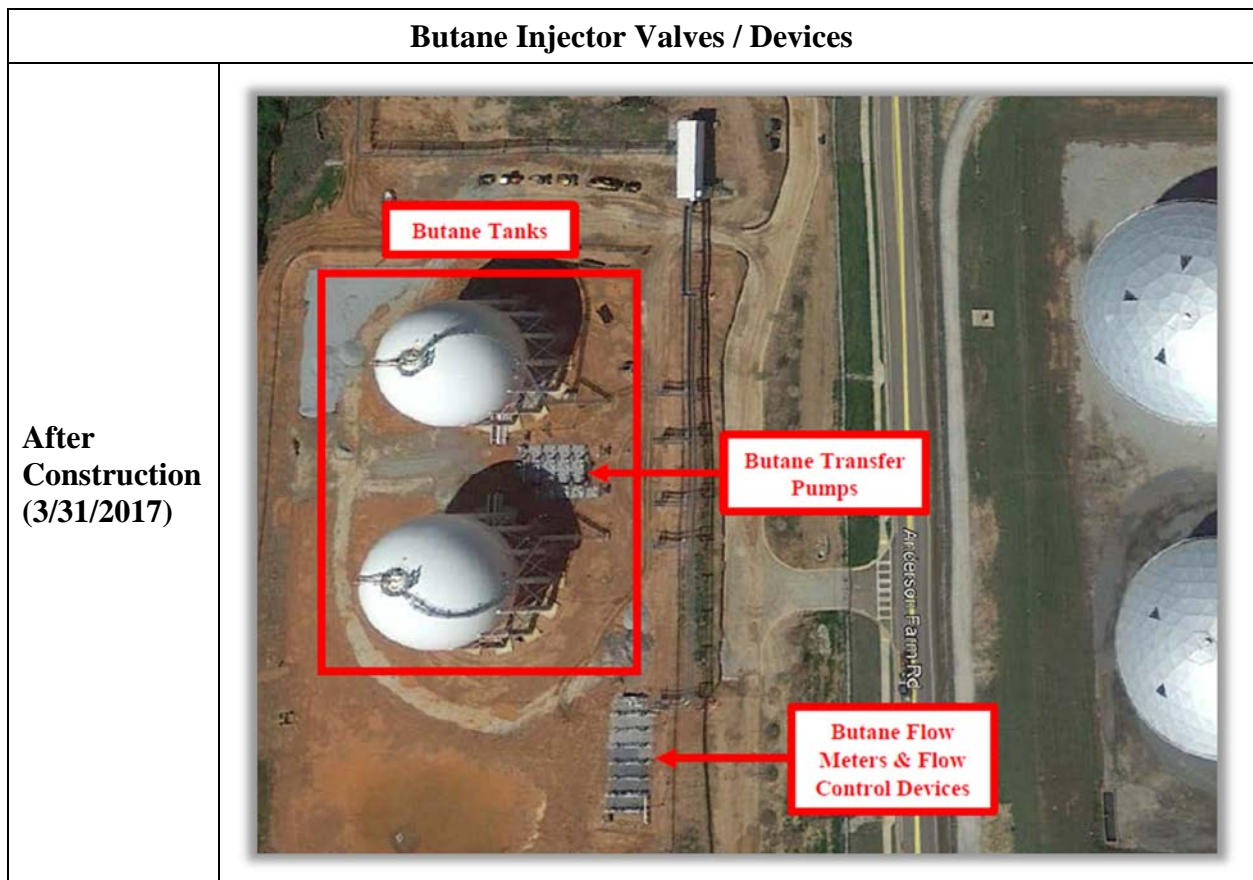 Butane Injector Valves / Devices
After
Construction
(3/31/2017)
Butane Tanks
Butane Transfer
Pumps
Anderson Farm Rd
Butane Flow
Meters & Flow
Control Devices